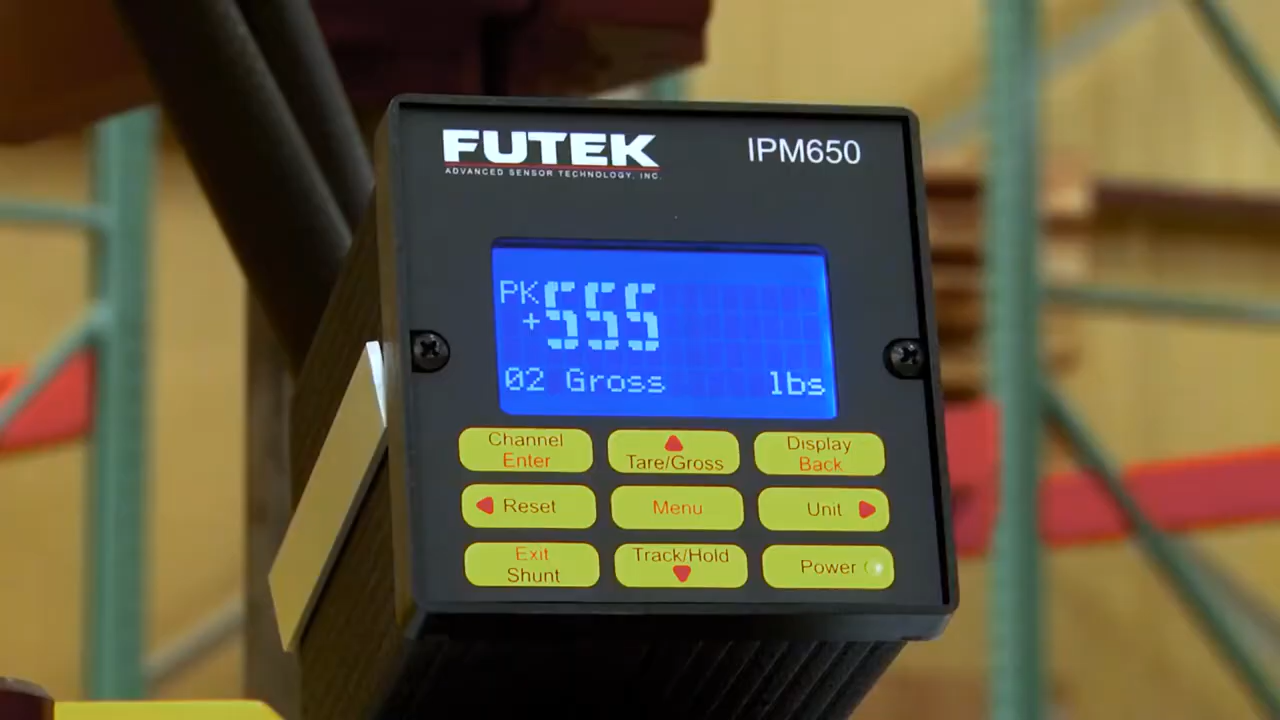 FUTEK
IPM650
ADVANCED SENSOR TECHNOLOGY, INC.
PK
+555
02 Gross lbs
Channel
Enter
Tare/Gross
Display
Back
Reset
Menu
Unit
Exit
Shunt
Track/Hold
Power